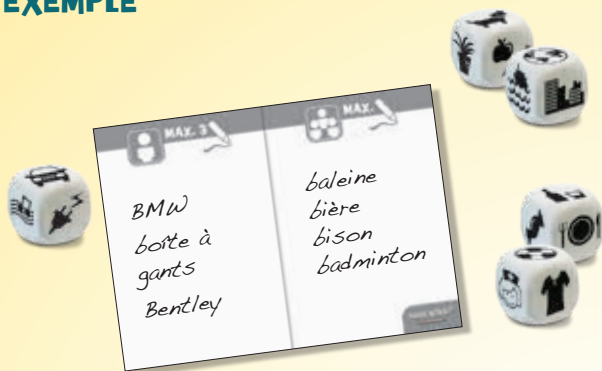 EXEMPLE
MAX. 3
BMW
boîte à
gants
Bentley
MAX.
baleine
bière
bison
badminton